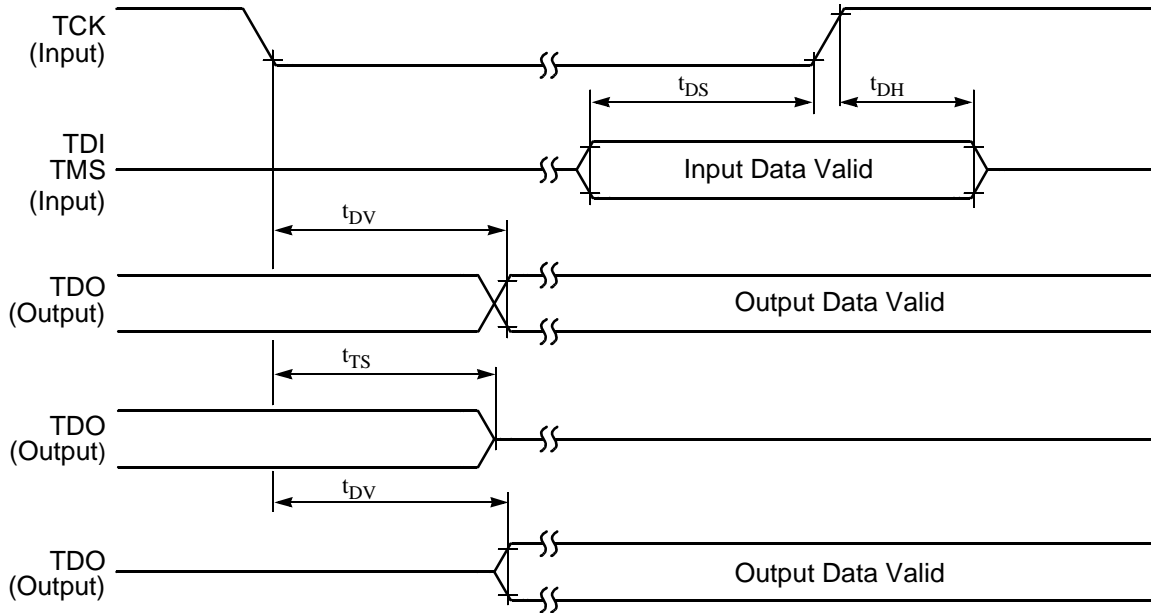 TCK
(Input)
tDS
tDH
TDI
TMS
(Input)
Input Data Valid
tDV
TDO
(Output)
Output Data Valid
tTS
TDO
(Output)
tDV
TDO
(Output)
Output Data Valid